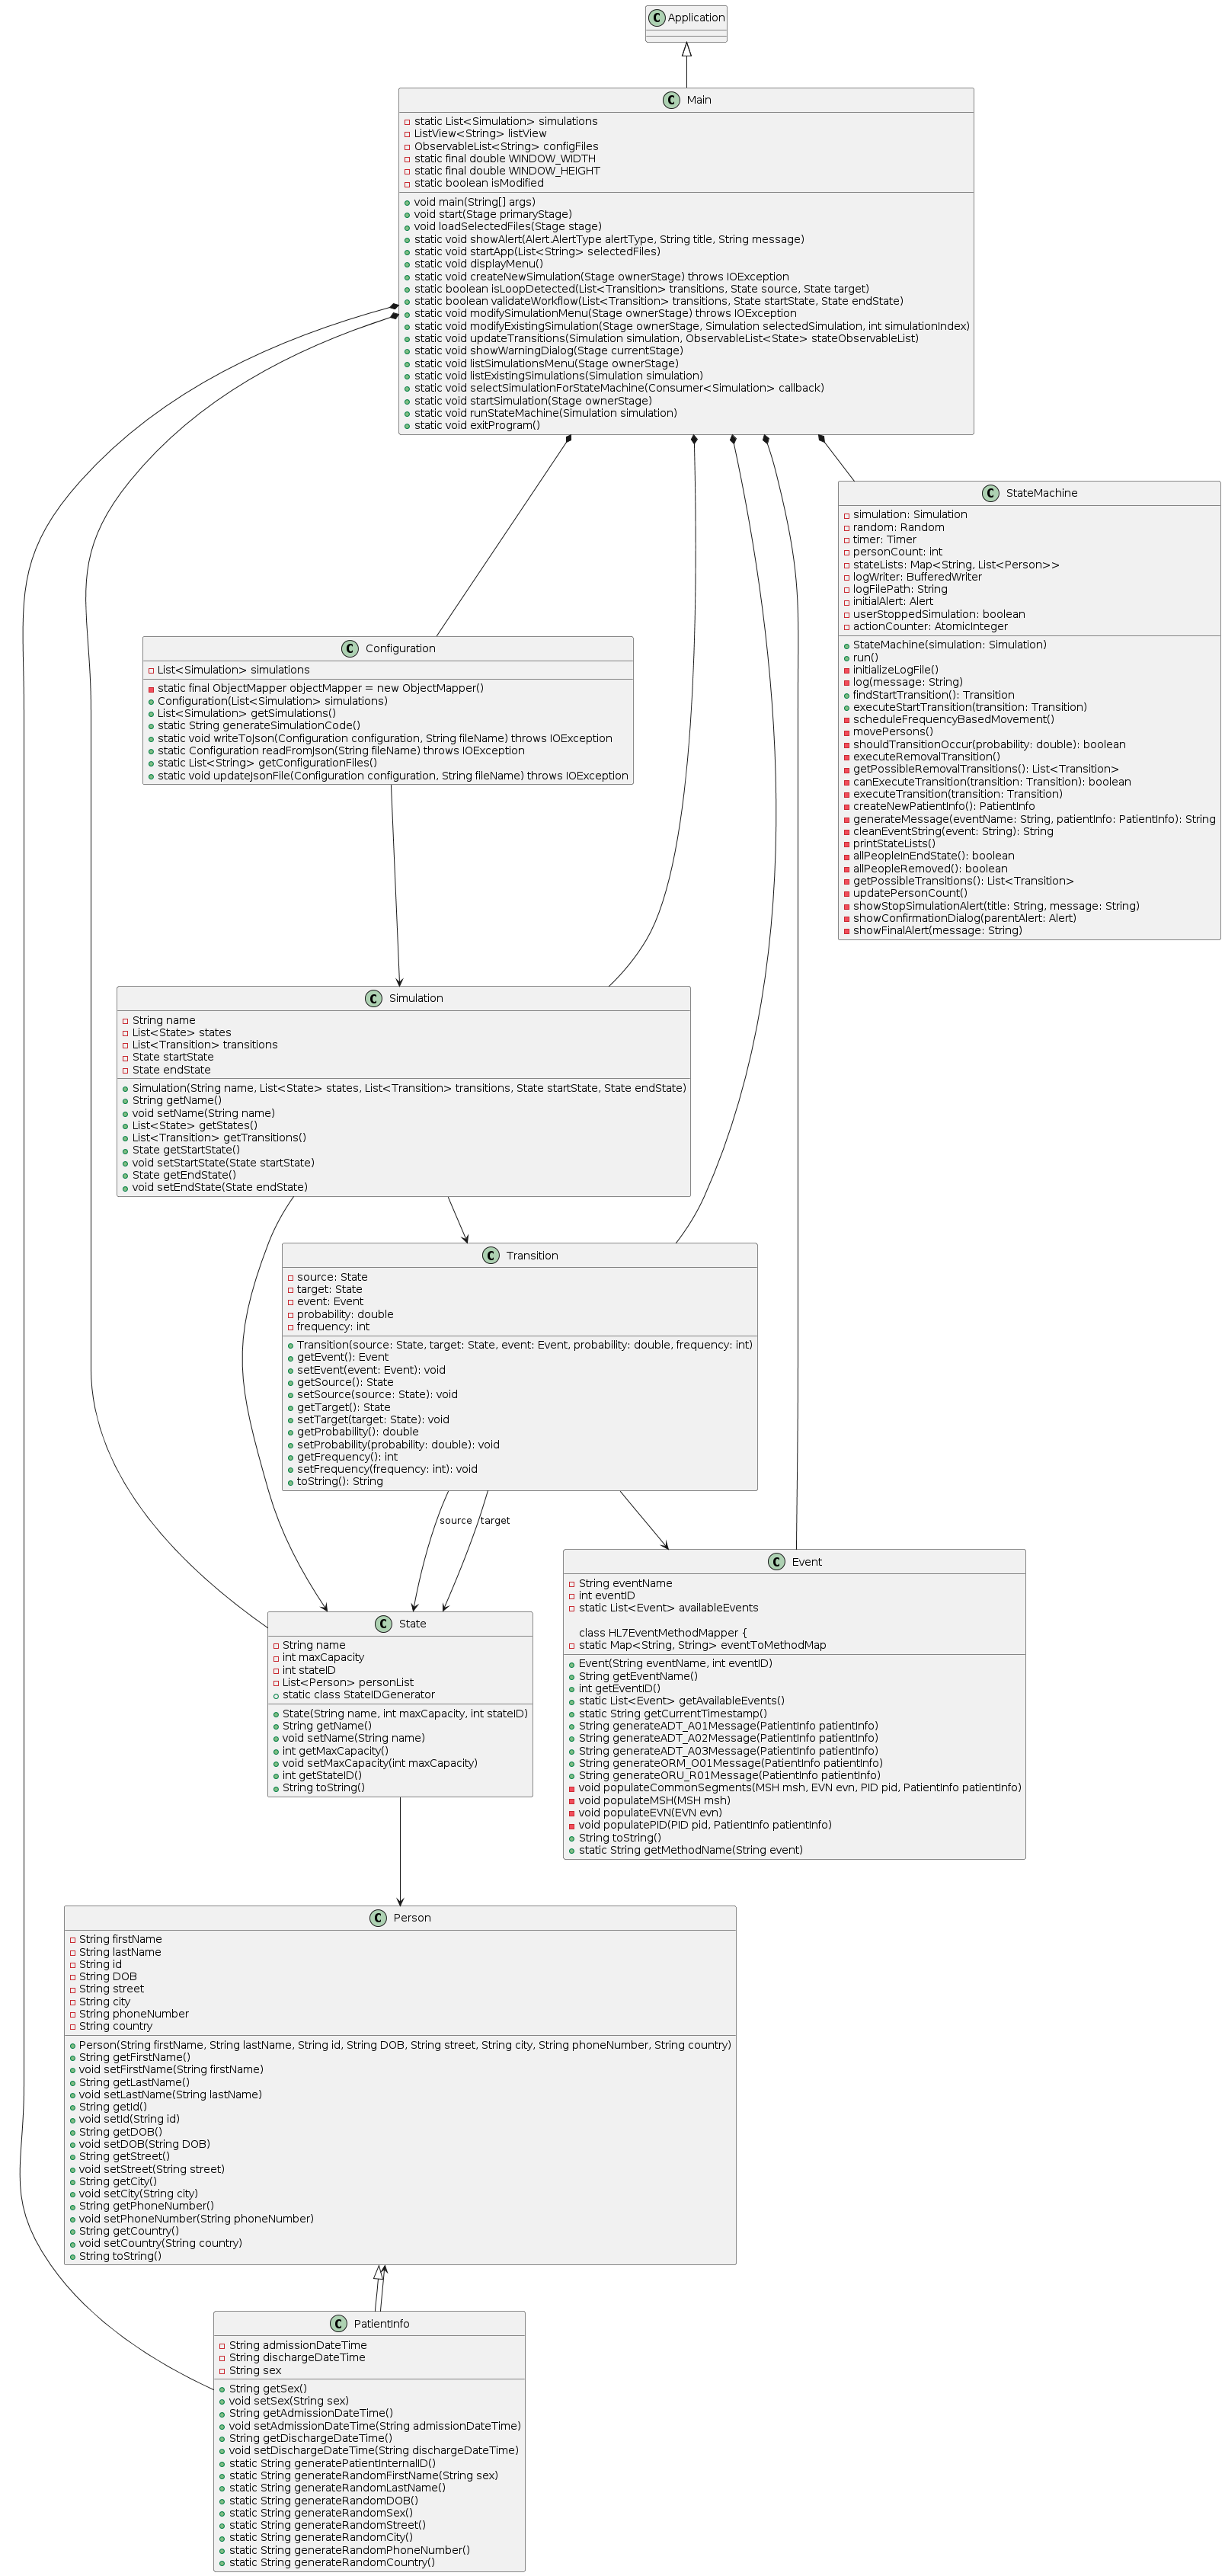 C Application
C Main
static List<Simulation> simulations
ListView<String> listView
ObservableList<String> configFiles
static final double WINDOW_WIDTH
static final double WINDOW_HEIGHT
static boolean isModified
void main(String[] args)
void start(Stage primaryStage)
void loadSelectedFiles(Stage stage)
static void showAlert(Alert.AlertType alertType, String title, String message)
static void startApp(List<String> selectedFiles)
static void displayMenu()
static void createNewSimulation(Stage ownerStage) throws IOException
static boolean isLoopDetected(List<Transition> transitions, State source, State target)
static boolean validateWorkflow(List<Transition> transitions, State startState, State endState)
static void modifySimulationMenu(Stage ownerStage) throws IOException
static void modifyExistingSimulation(Stage ownerStage, Simulation selectedSimulation, int simulationIndex)
static void updateTransitions(Simulation simulation, ObservableList<State> stateObservableList)
static void showWarningDialog(Stage currentStage)
static void listSimulationsMenu(Stage ownerStage)
static void listExistingSimulations(Simulation simulation)
static void selectSimulationForStateMachine(Consumer<Simulation> callback)
static void startSimulation(Stage ownerStage)
static void runStateMachine(Simulation simulation)
static void exitProgram()
C StateMachine
simulation: Simulation
random: Random
timer: Timer
personCount: int
stateLists: Map<String, List<Person>>
logWriter: BufferedWriter
logFilePath: String
initialAlert: Alert
userStoppedSimulation: boolean
actionCounter: AtomicInteger
StateMachine(simulation: Simulation)
run()
initializeLogFile()
log(message: String)
findStartTransition(): Transition
executeStartTransition(transition: Transition)
scheduleFrequencyBasedMovement()
movePersons()
shouldTransitionOccur(probability: double): boolean
executeRemovalTransition()
getPossibleRemovalTransitions(): List<Transition>
canExecuteTransition(transition: Transition): boolean
executeTransition(transition: Transition)
createNewPatientInfo(): PatientInfo
generateMessage(eventName: String, patientInfo: PatientInfo): String
cleanEventString(event: String): String
printStateLists()
allPeopleInEndState(): boolean
allPeopleRemoved(): boolean
getPossibleTransitions(): List<Transition>
updatePersonCount()
showStopSimulationAlert(title: String, message: String)
showConfirmationDialog(parentAlert: Alert)
showFinalAlert(message: String)
C Configuration
List<Simulation> simulations
static final ObjectMapper objectMapper = new ObjectMapper()
Configuration(List<Simulation> simulations)
List<Simulation> getSimulations()
static String generateSimulationCode()
static void writeToJson(Configuration configuration, String fileName) throws IOException
static Configuration readFromJson(String fileName) throws IOException
static List<String> getConfigurationFiles()
static void updateJsonFile(Configuration configuration, String fileName) throws IOException
C Simulation
String name
List<State> states
List<Transition> transitions
State startState
State endState
Simulation(String name, List<State> states, List<Transition> transitions, State startState, State endState)
String getName()
void setName(String name)
List<State> getStates()
List<Transition> getTransitions()
State getStartState()
void setStartState(State startState)
State getEndState()
void setEndState(State endState)
C Transition
source: State
target: State
event: Event
probability: double
frequency: int
Transition(source: State, target: State, event: Event, probability: double, frequency: int)
getEvent(): Event
setEvent(event: Event): void
getSource(): State
setSource(source: State): void
getTarget(): State
setTarget(target: State): void
getProbability(): double
setProbability(probability: double): void
getFrequency(): int
setFrequency(frequency: int): void
toString(): String
source
target
C Event
String eventName
int eventID
static List<Event> availableEvents
class HL7EventMethodMapper {
static Map<String, String> eventToMethodMap
Event(String eventName, int eventID)
String getEventName()
int getEventID()
static List<Event> getAvailableEvents()
static String getCurrentTimestamp()
String generateADT_A01Message(PatientInfo patientInfo)
String generateADT_A02Message(PatientInfo patientInfo)
String generateADT_A03Message(PatientInfo patientInfo)
String generateORM_O01Message(PatientInfo patientInfo)
String generateORU_R01Message(PatientInfo patientInfo)
void populateCommonSegments(MSH msh, EVN evn, PID pid, PatientInfo patientInfo)
void populateMSH(MSH msh)
void populateEVN(EVN evn)
void populatePID(PID pid, PatientInfo patientInfo)
String toString()
static String getMethodName(String event)
C State
String name
int maxCapacity
int stateID
List<Person> personList
static class StateIDGenerator
State(String name, int maxCapacity, int stateID)
String getName()
void setName(String name)
int getMaxCapacity()
void setMaxCapacity(int maxCapacity)
int getStateID()
String toString()
C Person
String firstName
String lastName
String id
String DOB
String street
String city
String phoneNumber
String country
Person(String firstName, String lastName, String id, String DOB, String street, String city, String phoneNumber, String country)
String getFirstName()
void setFirstName(String firstName)
String getLastName()
void setLastName(String lastName)
String getId()
void setId(String id)
String getDOB()
void setDOB(String DOB)
String getStreet()
void setStreet(String street)
String getCity()
void setCity(String city)
String getPhoneNumber()
void setPhoneNumber(String phoneNumber)
String getCountry()
void setCountry(String country)
String toString()
C PatientInfo
String admissionDateTime
String dischargeDateTime
String sex
String getSex()
void setSex(String sex)
String getAdmissionDateTime()
void setAdmissionDateTime(String admissionDateTime)
String getDischargeDateTime()
void setDischargeDateTime(String dischargeDateTime)
static String generatePatientInternalID()
static String generateRandomFirstName(String sex)
static String generateRandomLastName()
static String generateRandomDOB()
static String generateRandomSex()
static String generateRandomStreet()
static String generateRandomCity()
static String generateRandomPhoneNumber()
static String generateRandomCountry()